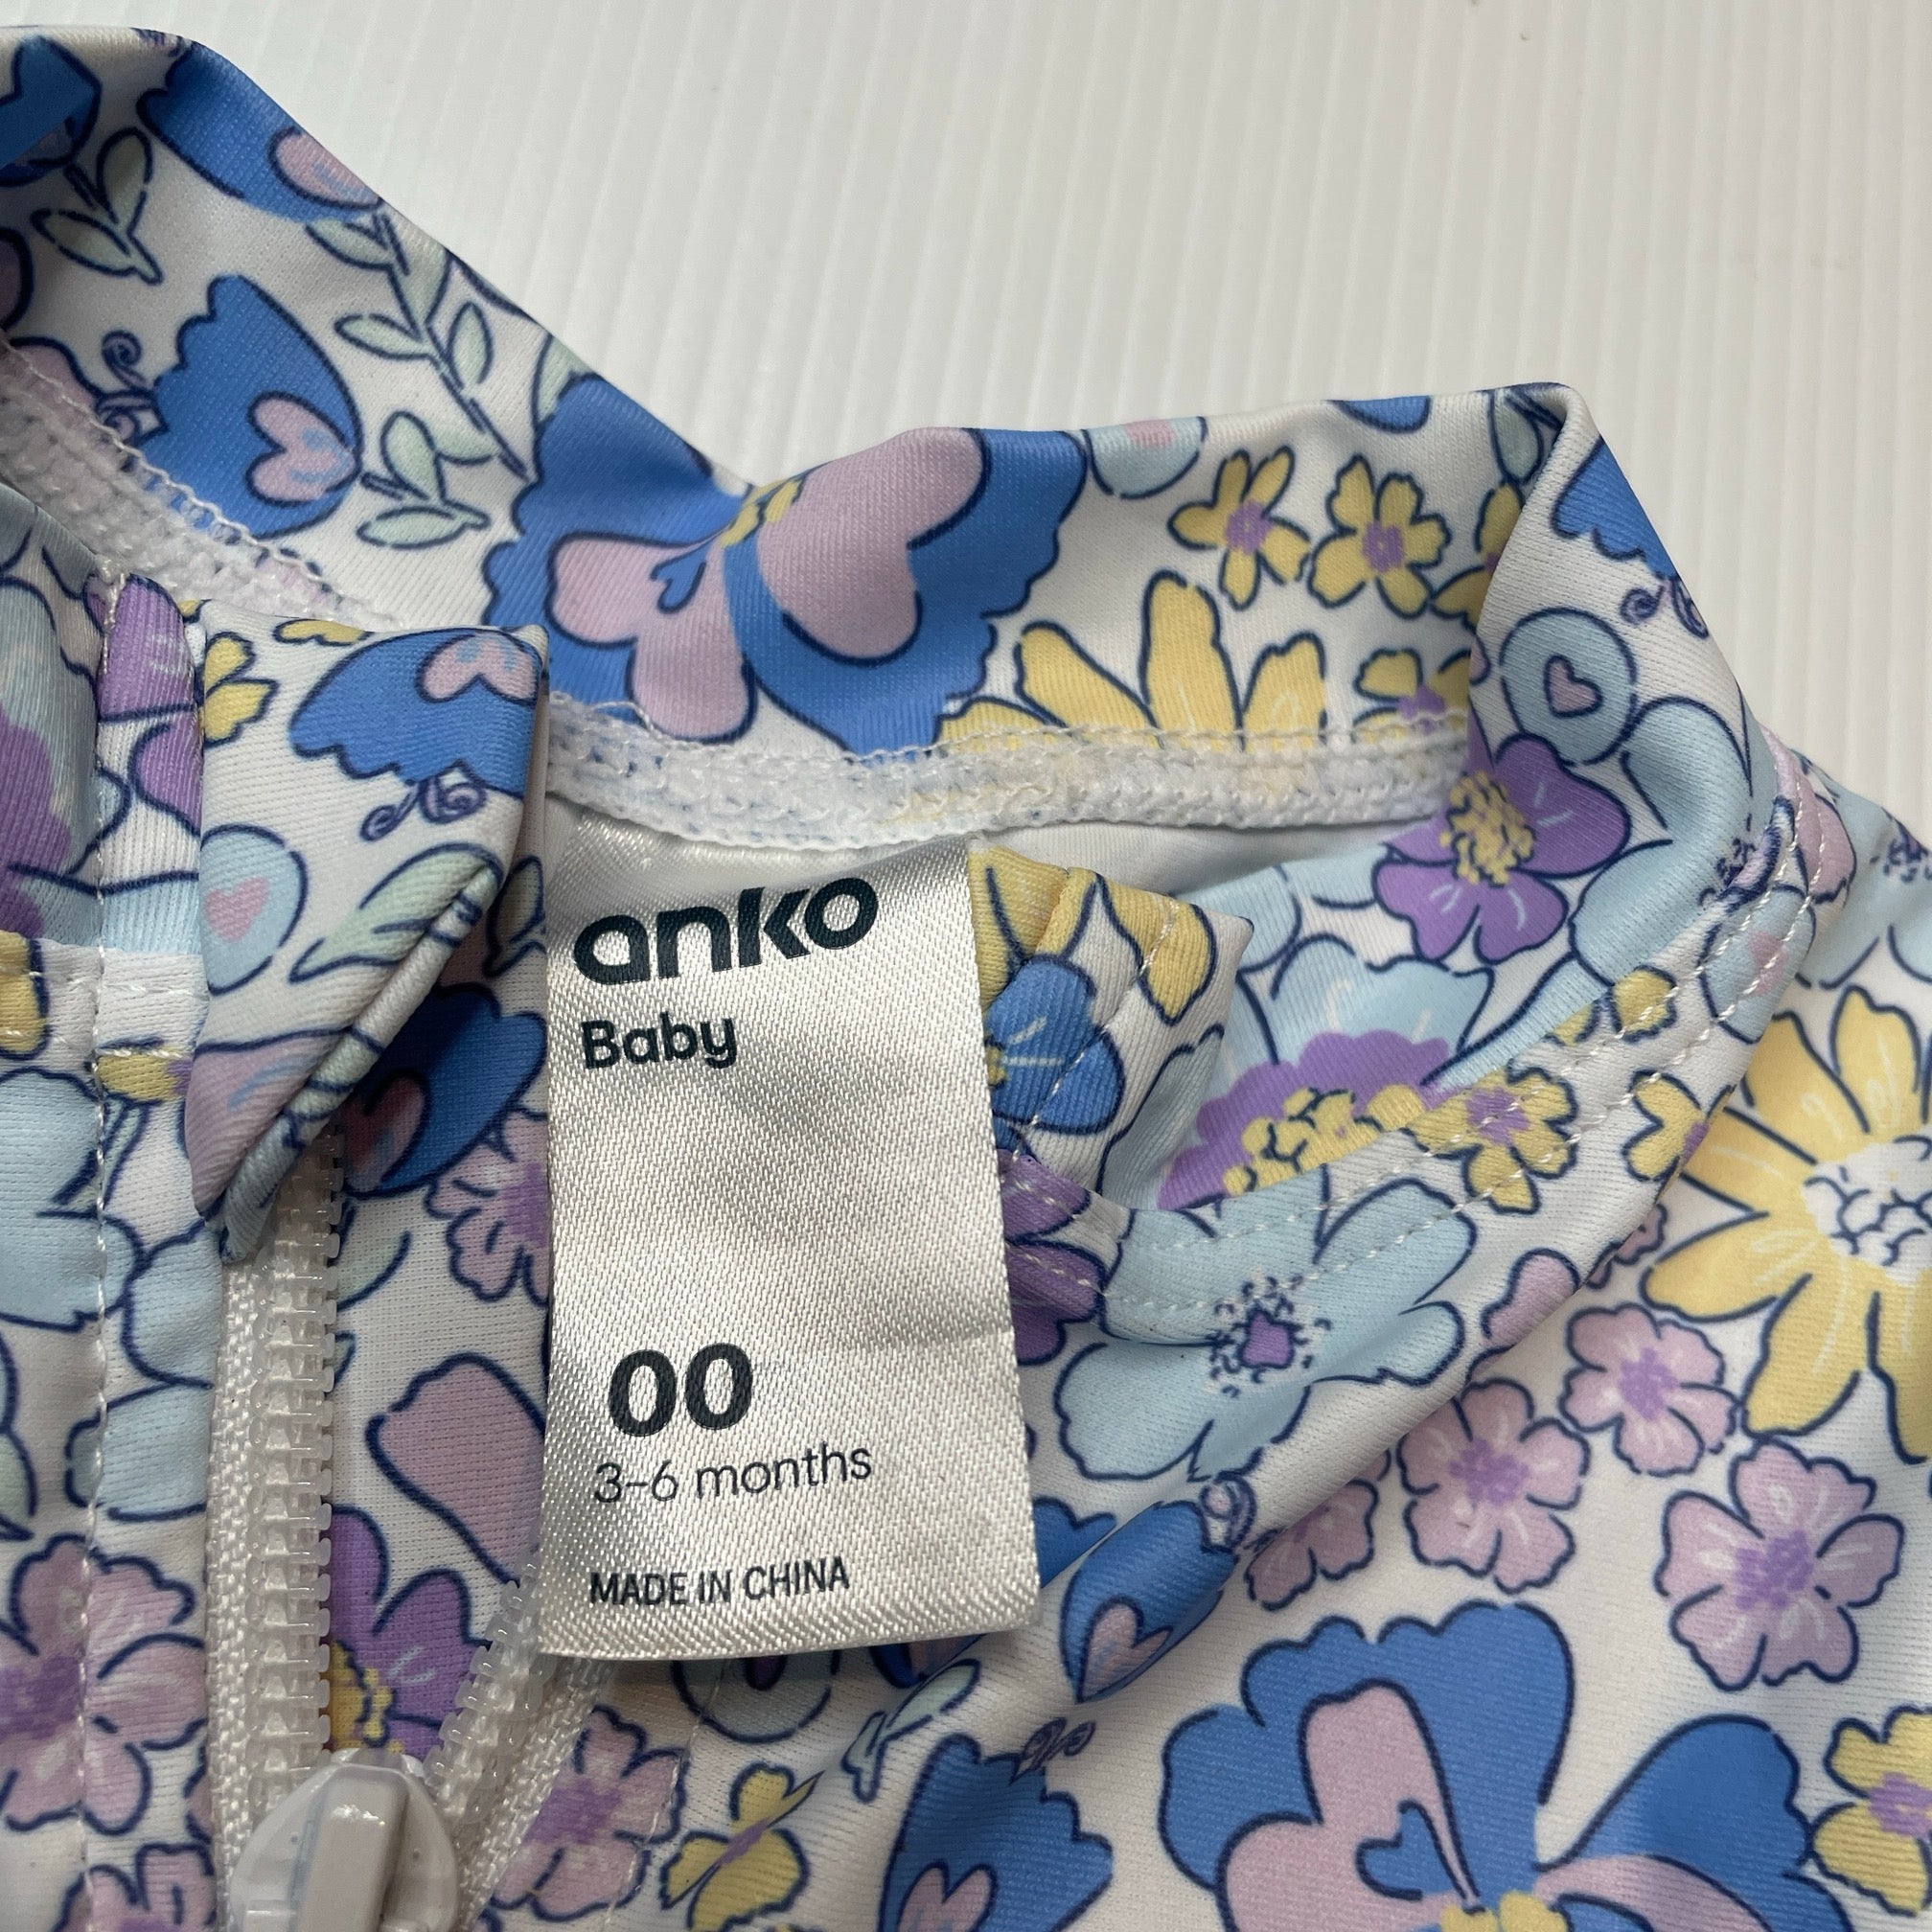 anko
Baby
00
3–6 months
MADE IN CHINA